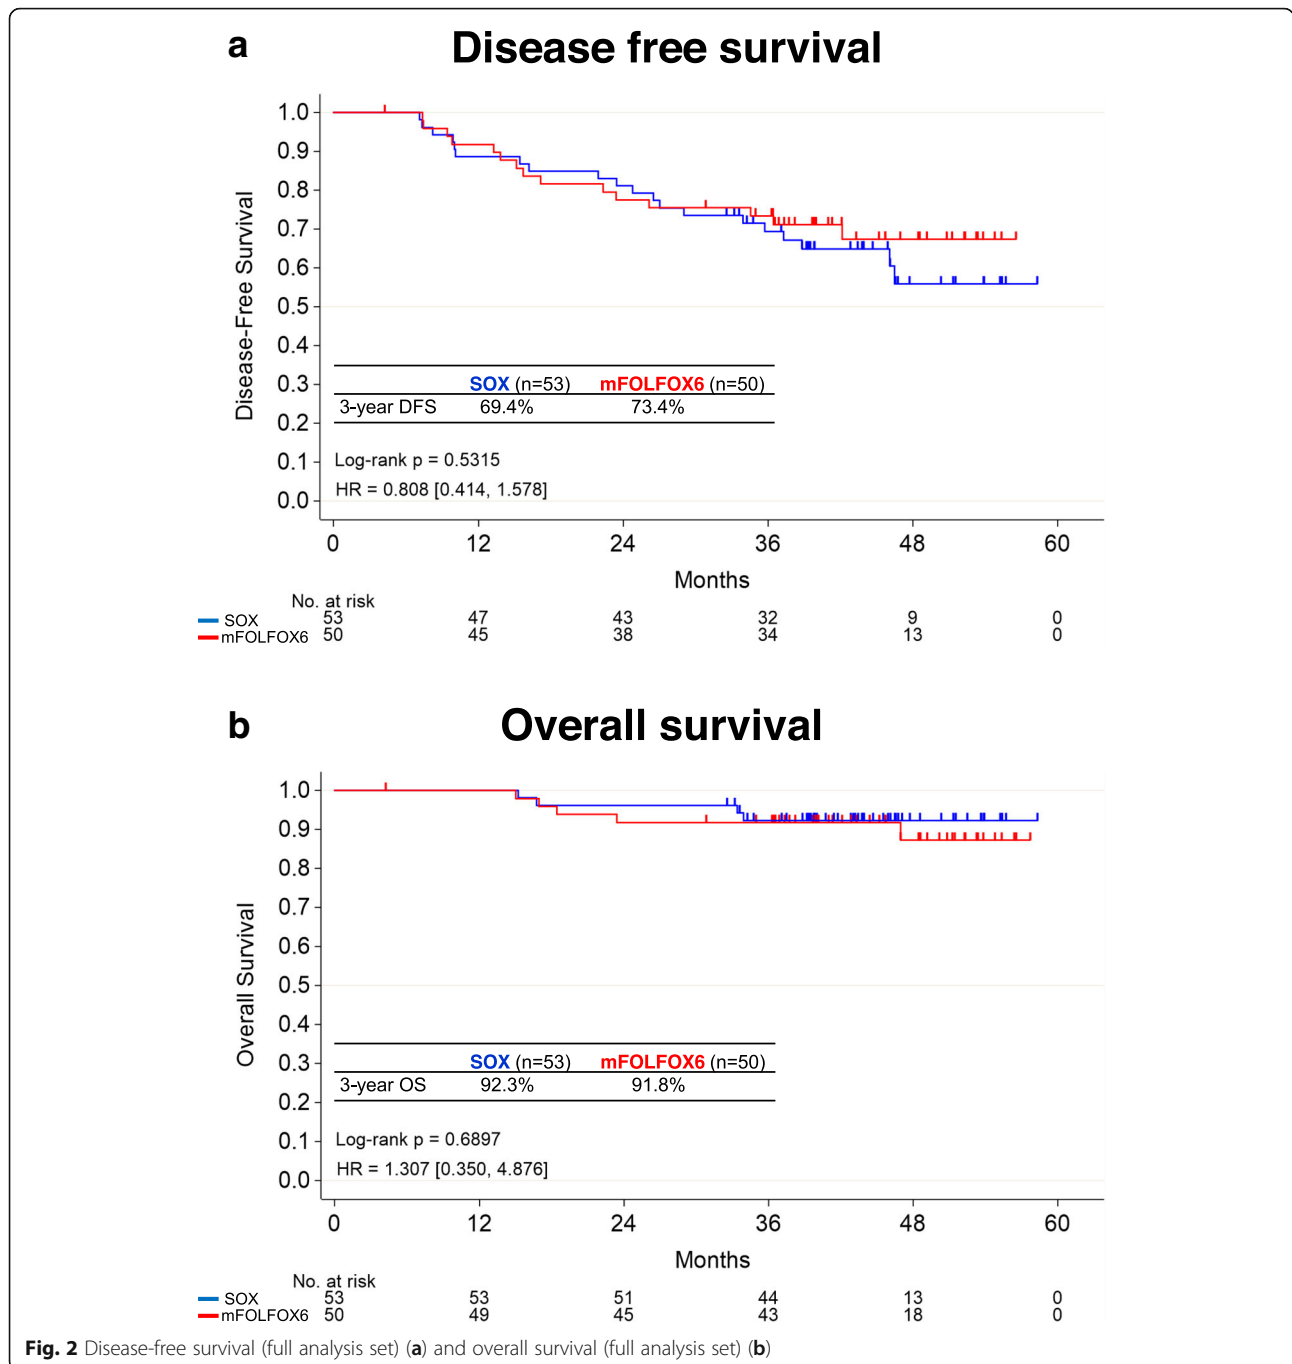 a
Disease free survival
1.0
0.9
0.8
0.7
0.6
0.5
0.4
0.3
0.2
0.1
0.0
Disease-Free Survival
SOX (n=53) mFOLFOX6 (n=50)
3-year DFS 69.4% 73.4%
Log-rank p = 0.5315
HR = 0.808 [0.414, 1.578]
0 12 24 36 48 60
Months
No. at risk
SOX 53 47 43 32 9 0
mFOLFOX6 50 45 38 34 13 0
b
Overall survival
1.0
0.9
0.8
0.7
0.6
0.5
0.4
0.3
0.2
0.1
0.0
Overall Survival
SOX (n=53) mFOLFOX6 (n=50)
3-year OS 92.3% 91.8%
Log-rank p = 0.6897
HR = 1.307 [0.350, 4.876]
0 12 24 36 48 60
Months
No. at risk
SOX 53 53 51 44 13 0
mFOLFOX6 50 49 45 43 18 0
Fig. 2 Disease-free survival (full analysis set) (a) and overall survival (full analysis set) (b)